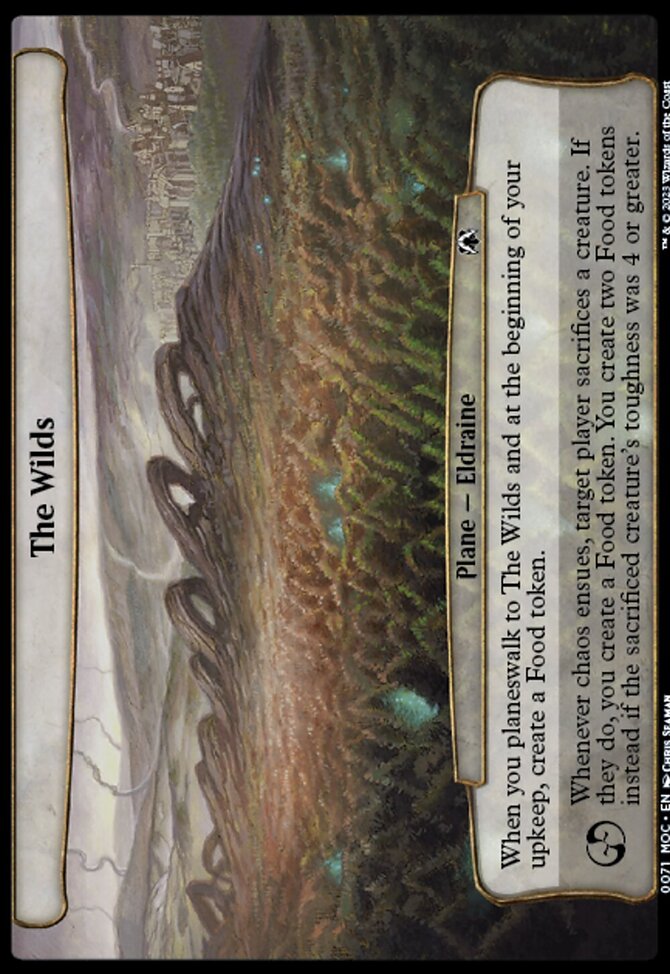 The Wilds
Plane — Eldraine
When you planeswalk to The Wilds and at the beginning of your
upkeep, create a Food token.
Whenever chaos ensues, target player sacrifices a creature. If
they do, you create a Food token. You create two Food tokens
instead if the sacrificed creature's toughness was 4 or greater.
0071 MOC • EN CHRIS SEAMAN
™ & © 2023 Wizards of the Coast